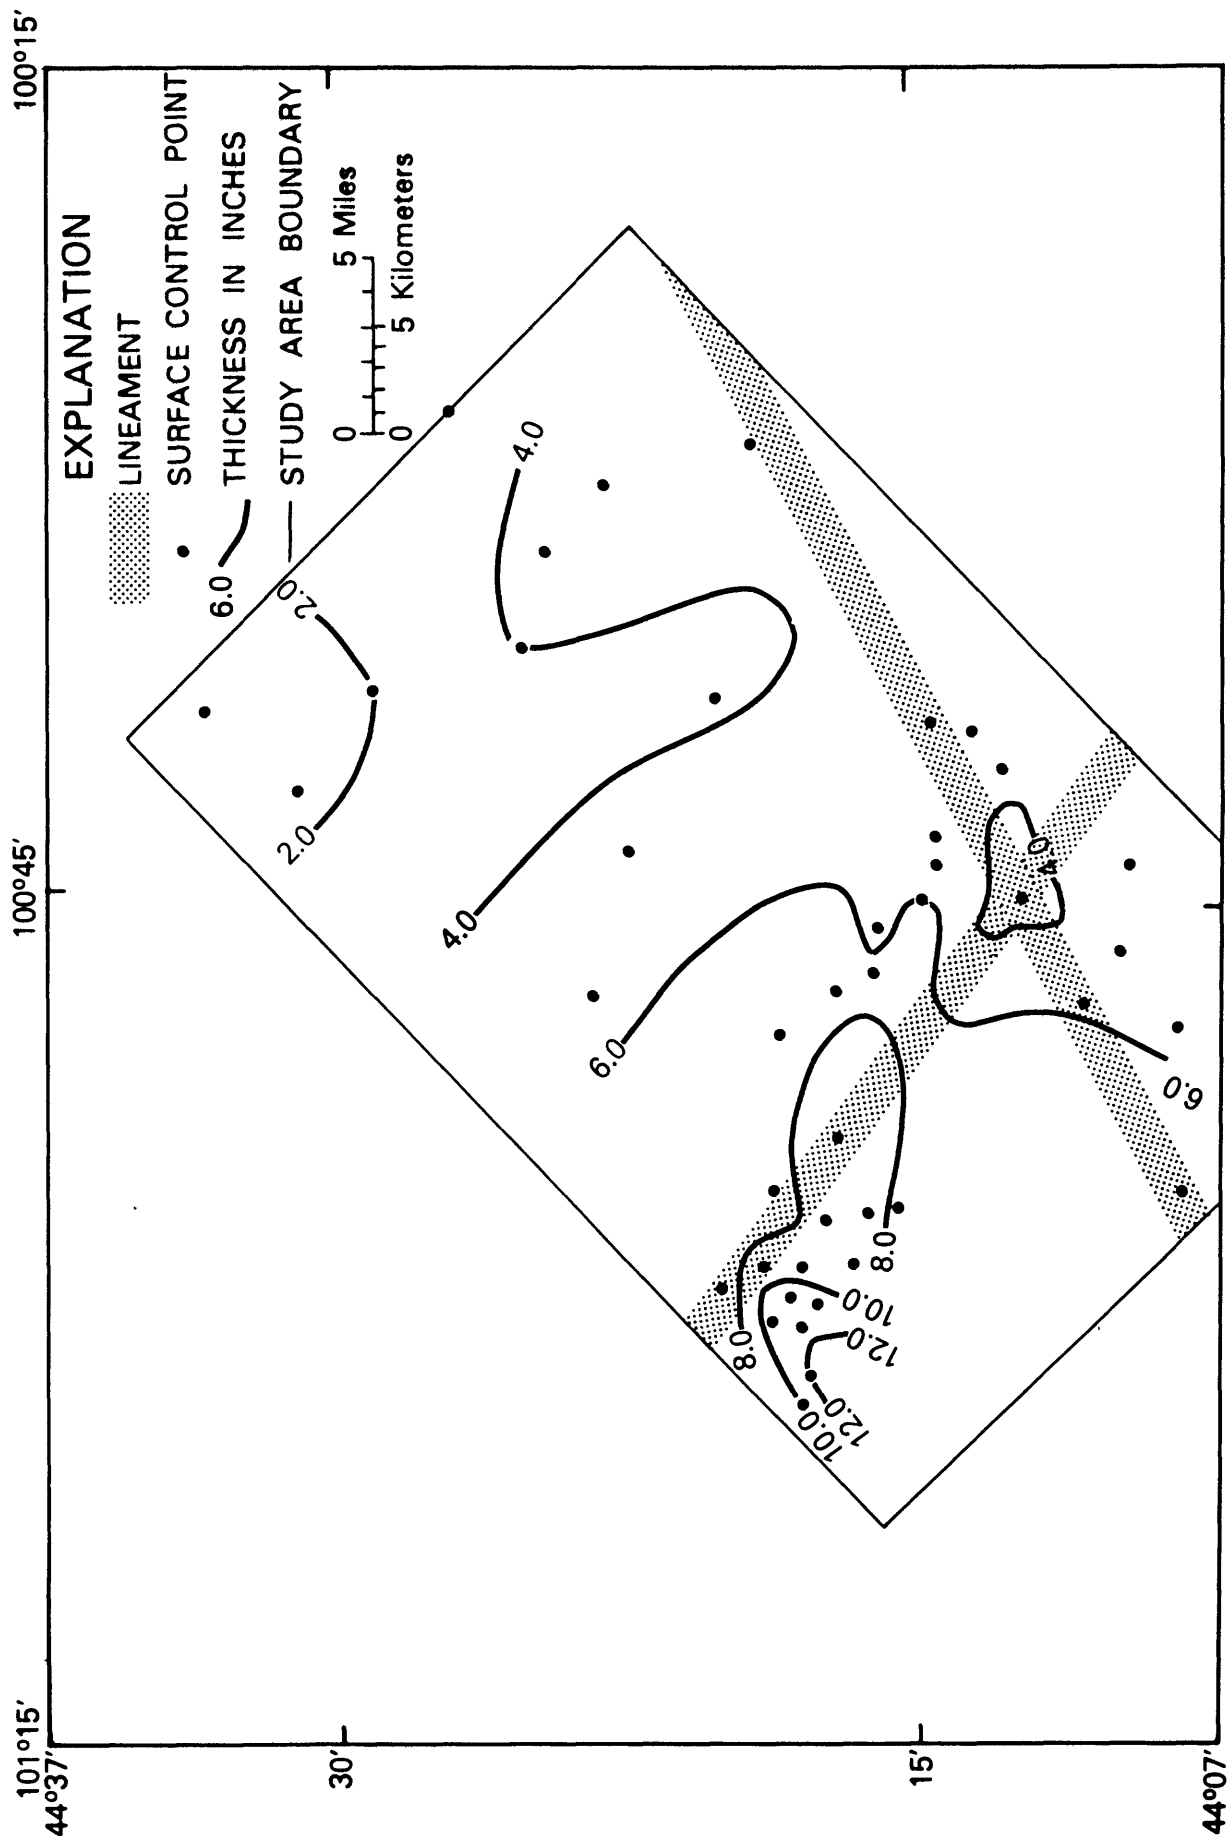 EXPLANATION
LINEAMENT
SURFACE CONTROL POINT
6.0 THICKNESS IN INCHES
STUDY AREA BOUNDARY
0 5 Miles
0 5 Kilometers
101°15′
100°45′
100°15′
44°37′
30′
15′
44°07′
2.0
2.0
4.0
4.0
6.0
6.0
4.0
8.0
8.0
10.0
10.0
12.0
12.0